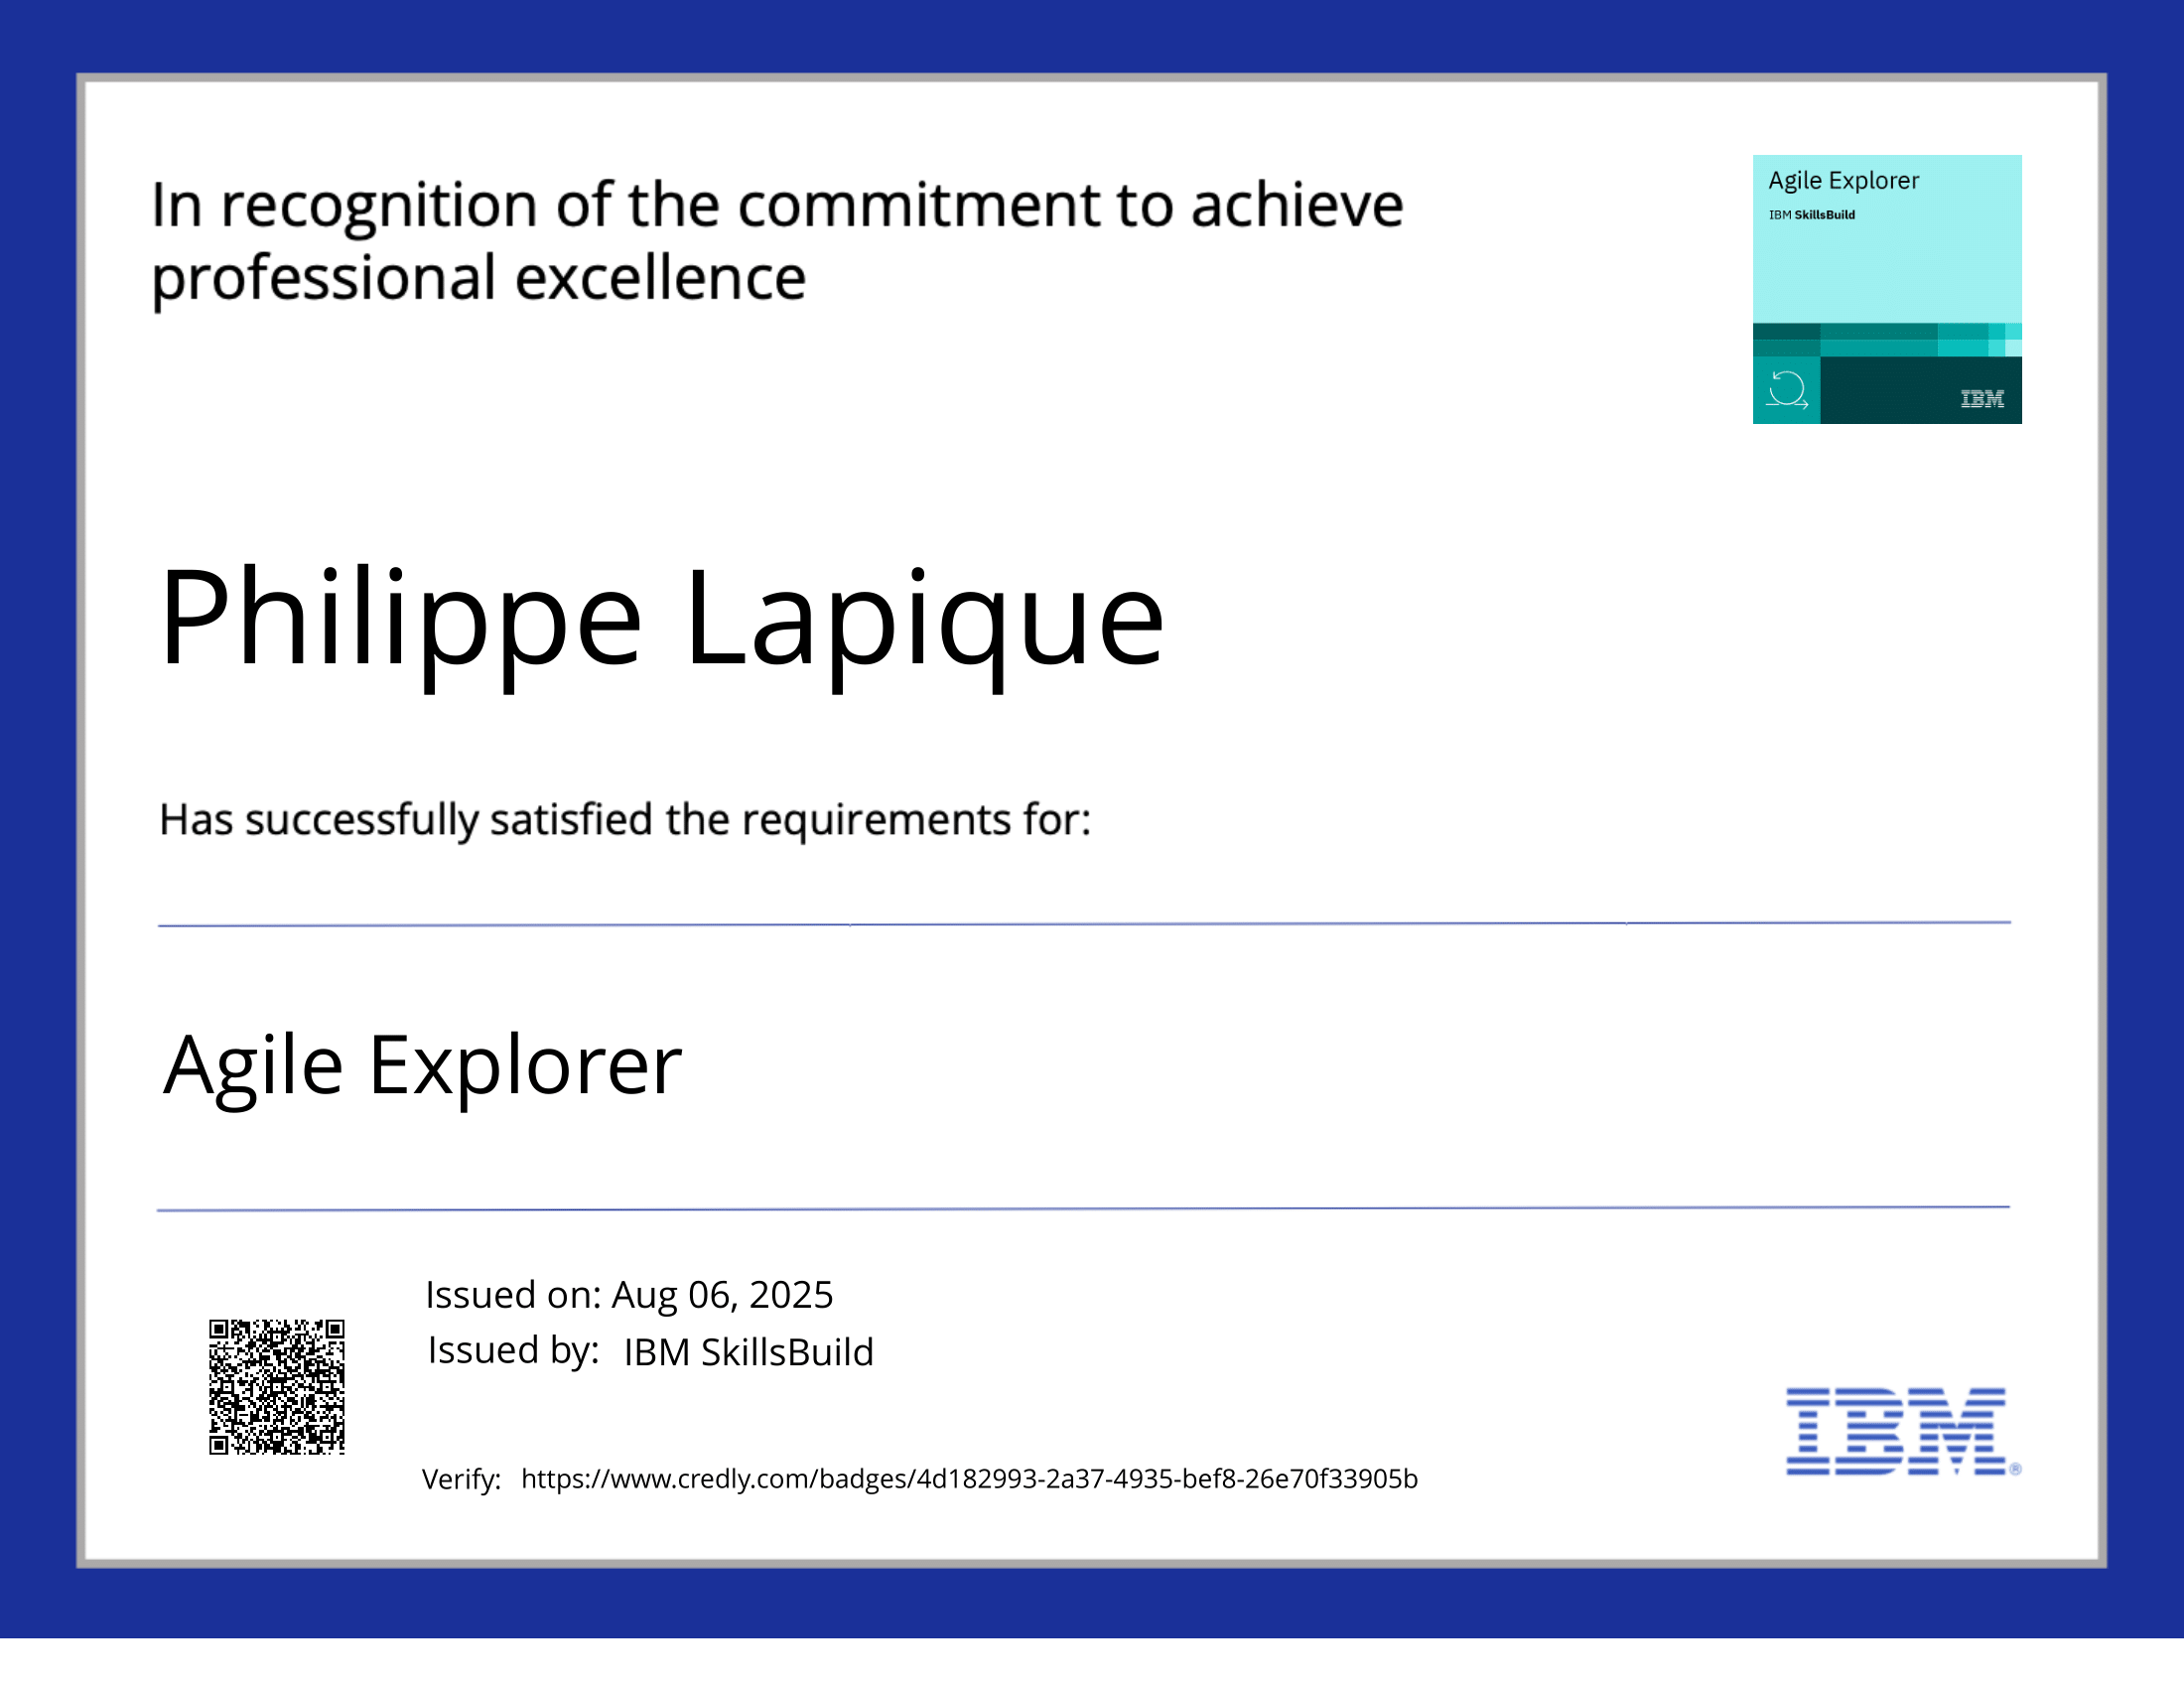 In recognition of the commitment to achieve
professional excellence
Agile Explorer
IBM SkillsBuild
IBM
Philippe Lapique
Has successfully satisfied the requirements for:
Agile Explorer
Issued on: Aug 06, 2025
Issued by: IBM SkillsBuild
Verify: https://www.credly.com/badges/4d182993-2a37-4935-bef8-26e70f33905b
IBM®